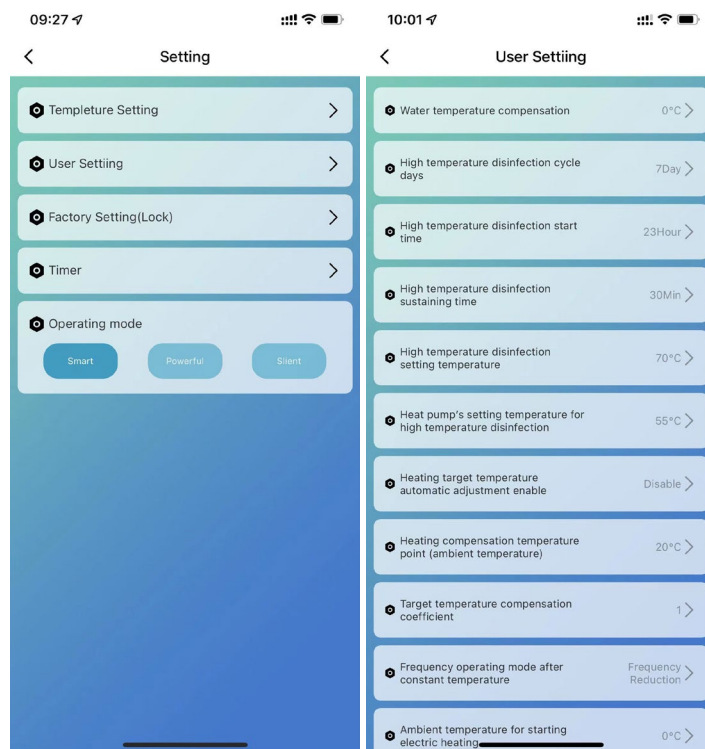 09:27
Setting
Templeture Setting
User Settiing
Factory Setting(Lock)
Timer
Operating mode
Smart
Powerful
Silent
10:01
User Settiing
Water temperature compensation
0°C
High temperature disinfection cycle
days
7Day
High temperature disinfection start
time
23Hour
High temperature disinfection
sustaining time
30Min
High temperature disinfection
setting temperature
70°C
Heat pump's setting temperature for
high temperature disinfection
55°C
Heating target temperature
automatic adjustment enable
Disable
Heating compensation temperature
point (ambient temperature)
20°C
Target temperature compensation
coefficient
1
Frequency operating mode after
constant temperature
Frequency
Reduction
Ambient temperature for starting
electric heating
0°C